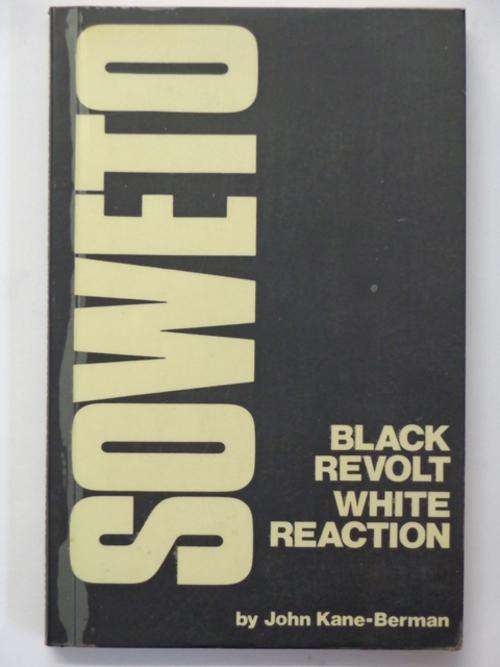 SOWETO
BLACK
REVOLT
WHITE
REACTION
by John Kane-Berman